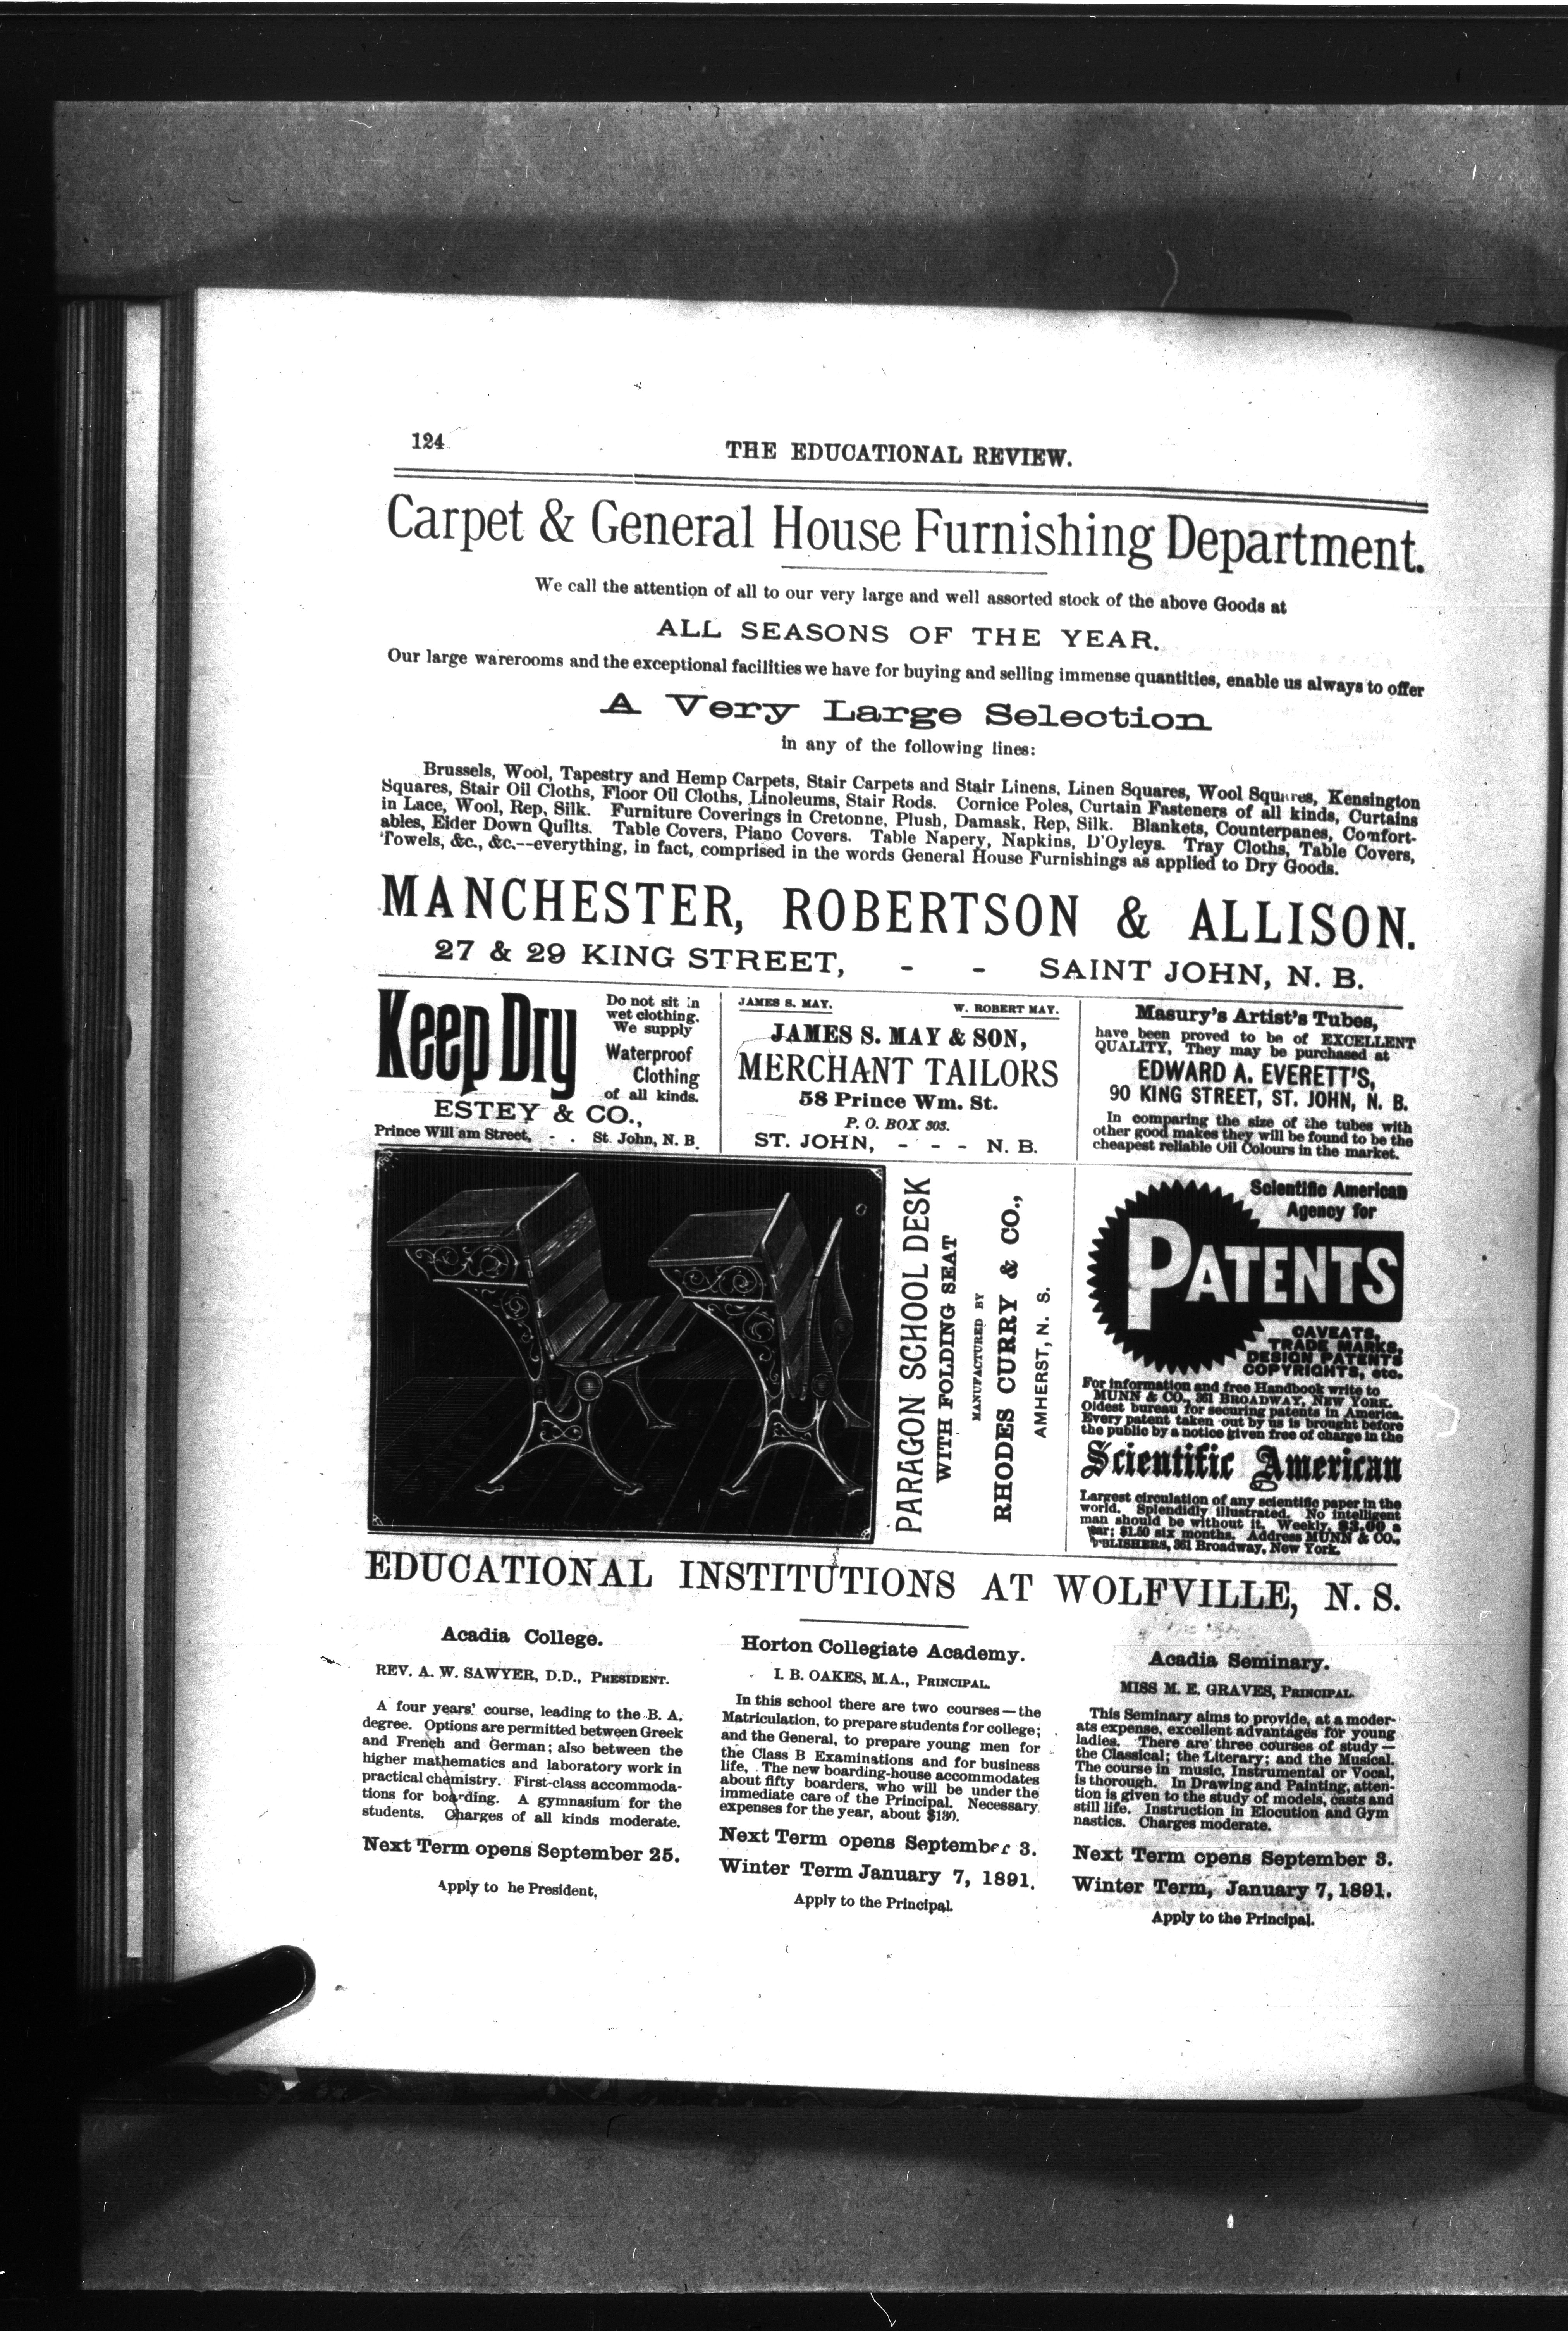 124
THE EDUCATIONAL REVIEW.
Carpet & General House Furnishing Department.
We call the attention of all to our very large and well assorted stock of the above Goods at
ALL SEASONS OF THE YEAR.
Our large warerooms and the exceptional facilities we have for buying and selling immense quantities, enable us always to offer
A Very Large Selection
in any of the following lines:
Brussels, Wool, Tapestry and Hemp Carpets, Stair Carpets and Stair Linens, Linen Squares, Wool Squares, Kensington
Squares, Stair Oil Cloths, Floor Oil Cloths, Linoleums, Stair Rods. Cornice Poles, Curtain Fasteners of all kinds, Curtains
in Lace, Wool, Rep, Silk. Furniture Coverings in Cretonne, Plush, Damask, Rep, Silk. Blankets, Counterpanes, Comfort-
ables, Eider Down Quilts. Table Covers, Piano Covers. Table Napery, Napkins, D'Oyleys. Tray Cloths, Table Covers,
Towels, &c., &c.--everything, in fact, comprised in the words General House Furnishings as applied to Dry Goods.
MANCHESTER, ROBERTSON & ALLISON.
27 & 29 KING STREET, - - SAINT JOHN, N. B.
Keep Dry
Do not sit in
wet clothing.
We supply
Waterproof
Clothing
of all kinds.
ESTEY & CO.,
Prince Will am Street, - . St. John, N. B.
JAMES S. MAY. W. ROBERT MAY.
JAMES S. MAY & SON,
MERCHANT TAILORS
58 Prince Wm. St.
P. O. BOX 303.
ST. JOHN, - - - N. B.
Masury's Artist's Tubes,
have been proved to be of EXCELLENT
QUALITY, They may be purchased at
EDWARD A. EVERETT'S,
90 KING STREET, ST. JOHN, N. B.
In comparing the size of the tubes with
other good makes they will be found to be the
cheapest reliable Oil Colours in the market.
PARAGON SCHOOL DESK
WITH FOLDING SEAT
MANUFACTURED BY
RHODES CURRY & CO.,
AMHERST, N. S.
Scientific American
Agency for
PATENTS
CAVEATS,
TRADE MARKS,
DESIGN PATENTS
COPYRIGHTS, etc.
For information and free Handbook write to
MUNN & CO., 361 BROADWAY, NEW YORK.
Oldest bureau for securing patents in America.
Every patent taken out by us is brought before
the public by a notice given free of charge in the
Scientific American
Largest circulation of any scientific paper in the
world. Splendidly illustrated. No intelligent
man should be without it. Weekly, $3.00 a
year; $1.50 six months. Address MUNN & CO.,
PUBLISHERS, 361 Broadway, New York.
EDUCATIONAL INSTITUTIONS AT WOLFVILLE, N. S.
Acadia College.
REV. A. W. SAWYER, D.D., PRESIDENT.
A four years' course, leading to the B. A.
degree. Options are permitted between Greek
and French and German; also between the
higher mathematics and laboratory work in
practical chemistry. First-class accommoda-
tions for boarding. A gymnasium for the
students. Charges of all kinds moderate.
Next Term opens September 25.
Apply to he President,
Horton Collegiate Academy.
I. B. OAKES, M.A., PRINCIPAL.
In this school there are two courses—the
Matriculation, to prepare students for college;
and the General, to prepare young men for
the Class B Examinations and for business
life. The new boarding-house accommodates
about fifty boarders, who will be under the
immediate care of the Principal. Necessary
expenses for the year, about $130.
Next Term opens September 3.
Winter Term January 7, 1891.
Apply to the Principal.
Acadia Seminary.
MISS M. E. GRAVES, PRINCIPAL.
This Seminary aims to provide, at a moder-
ate expense, excellent advantages for young
ladies. There are three courses of study—
the Classical; the Literary; and the Musical.
The course in music, Instrumental or Vocal,
is thorough. In Drawing and Painting, atten-
tion is given to the study of models, casts and
still life. Instruction in Elocution and Gym
nastics. Charges moderate.
Next Term opens September 3.
Winter Term, January 7, 1891.
Apply to the Principal.